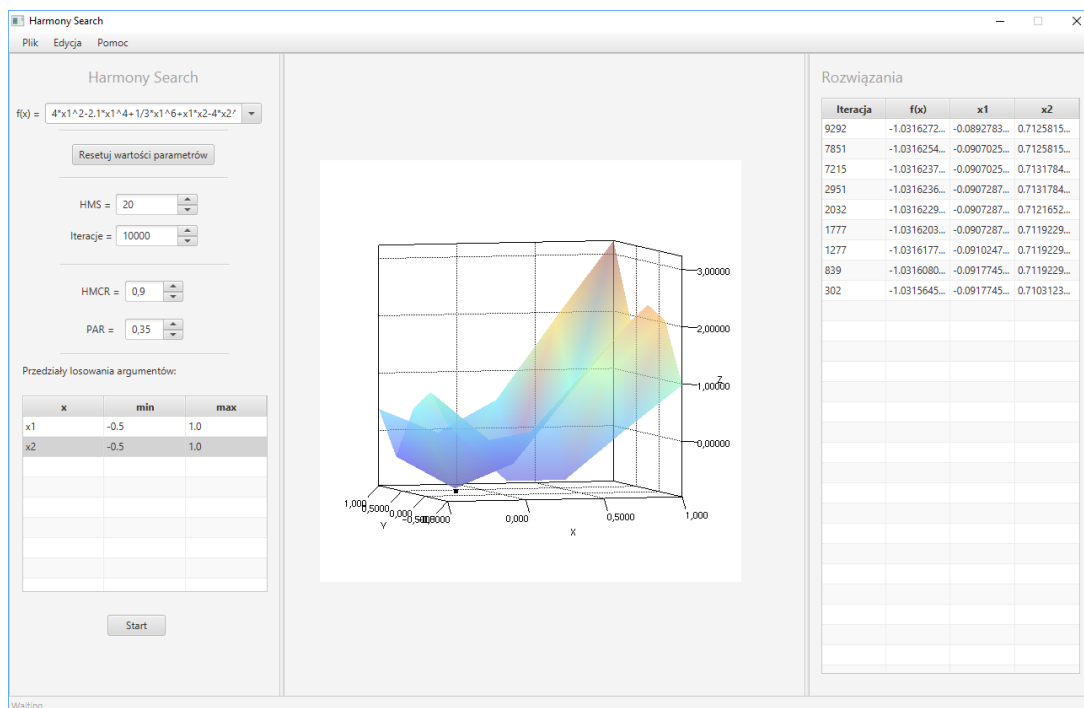 Harmony Search
Plik Edycja Pomoc
Harmony Search
f(x) = 4*x1^2-2.1*x1^4+1/3*x1^6+x1*x2-4*x2^
Resetuj wartości parametrów
HMS = 20
Iteracje = 10000
HMCR = 0,9
PAR = 0,35
Przedziały losowania argumentów:
x min max
x1 -0.5 1.0
x2 -0.5 1.0
Start
3,00000
2,00000
1,00000
Z
0,00000
1,000
0,5000
0,000
Y
0,000
0,5000
1,000
X
Rozwiązania
Iteracja f(x) x1 x2
9292 -1.0316272... -0.0892783... 0.7125815...
7851 -1.0316254... -0.0907025... 0.7125815...
7215 -1.0316237... -0.0907025... 0.7131784...
2951 -1.0316236... -0.0907287... 0.7131784...
2032 -1.0316229... -0.0907287... 0.7121652...
1777 -1.0316203... -0.0907287... 0.7119229...
1277 -1.0316177... -0.0910247... 0.7119229...
839 -1.0316080... -0.0917745... 0.7119229...
302 -1.0315645... -0.0917745... 0.7103123...
Waiting